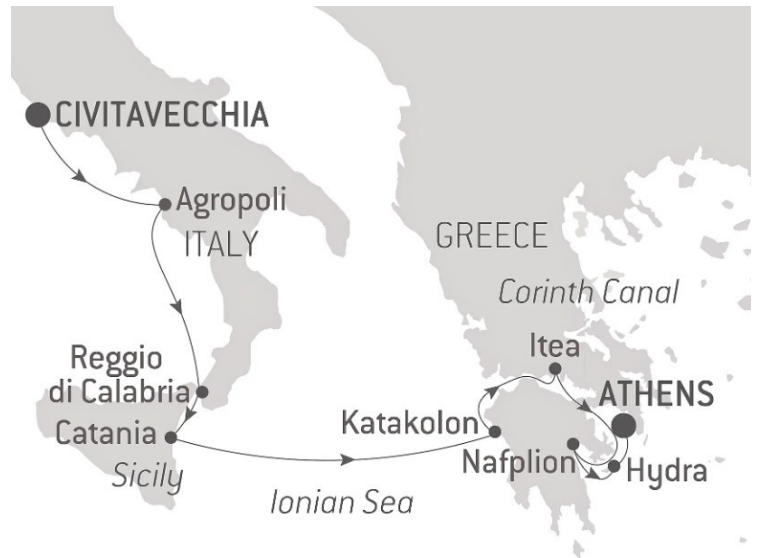 CIVITAVECCHIA
Agropoli
ITALY
GREECE
Corinth Canal
Itea
Reggio
di Calabria
ATHENS
Catania
Katakolon
Sicily
Nafplion
Hydra
Ionian Sea